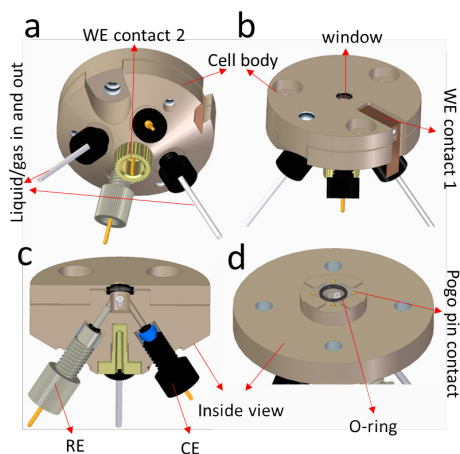 a
WE contact 2
b
window
Cell body
Liquid/gas in and out
WE contact 1
c
d
Pogo pin contact
Inside view
O-ring
RE
CE